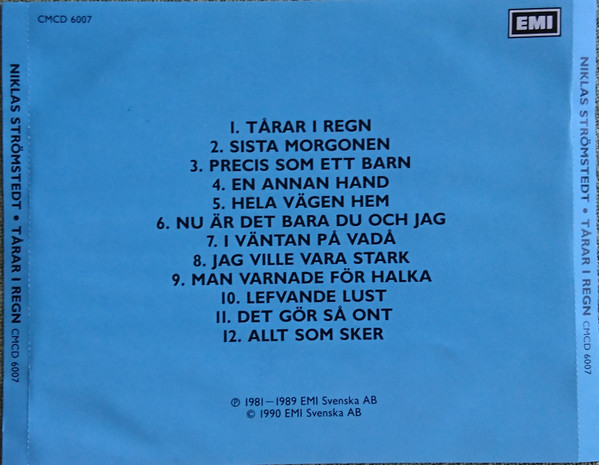 CMCD 6007
EMI
NIKLAS STRÖMSTEDT • TÅRAR I REGN CMCD 6007
1. TÅRAR I REGN
2. SISTA MORGONEN
3. PRECIS SOM ETT BARN
4. EN ANNAN HAND
5. HELA VÄGEN HEM
6. NU ÄR DET BARA DU OCH JAG
7. I VÄNTAN PÅ VADÅ
8. JAG VILLE VARA STARK
9. MAN VARNADE FÖR HALKA
10. LEFVANDE LUST
11. DET GÖR SÅ ONT
12. ALLT SOM SKER
℗ 1981–1989 EMI Svenska AB
© 1990 EMI Svenska AB
NIKLAS STRÖMSTEDT • TÅRAR I REGN CMCD 6007